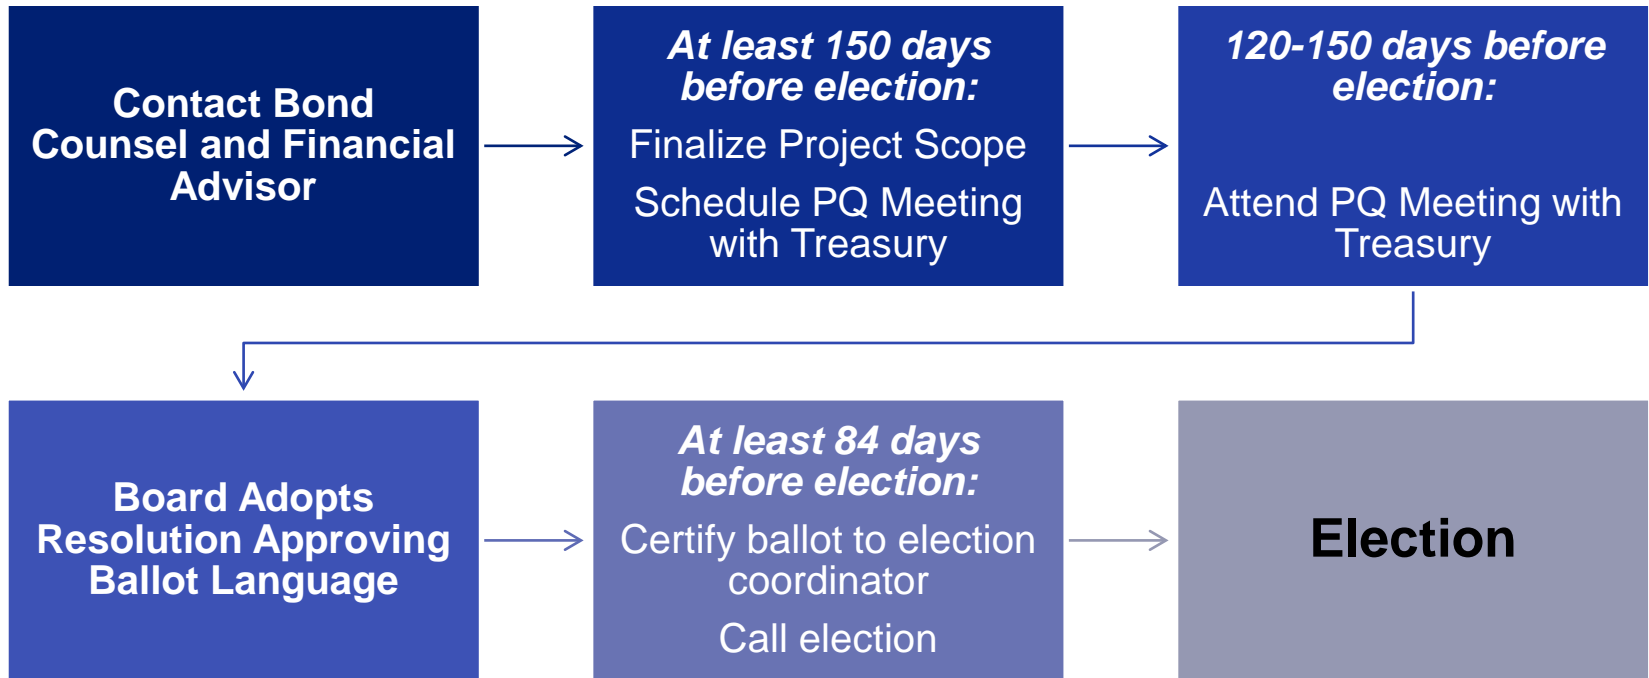 Contact Bond
Counsel and Financial
Advisor
At least 150 days
before election:
Finalize Project Scope
Schedule PQ Meeting
with Treasury
120-150 days before
election:
Attend PQ Meeting with
Treasury
Board Adopts
Resolution Approving
Ballot Language
At least 84 days
before election:
Certify ballot to election
coordinator
Call election
Election